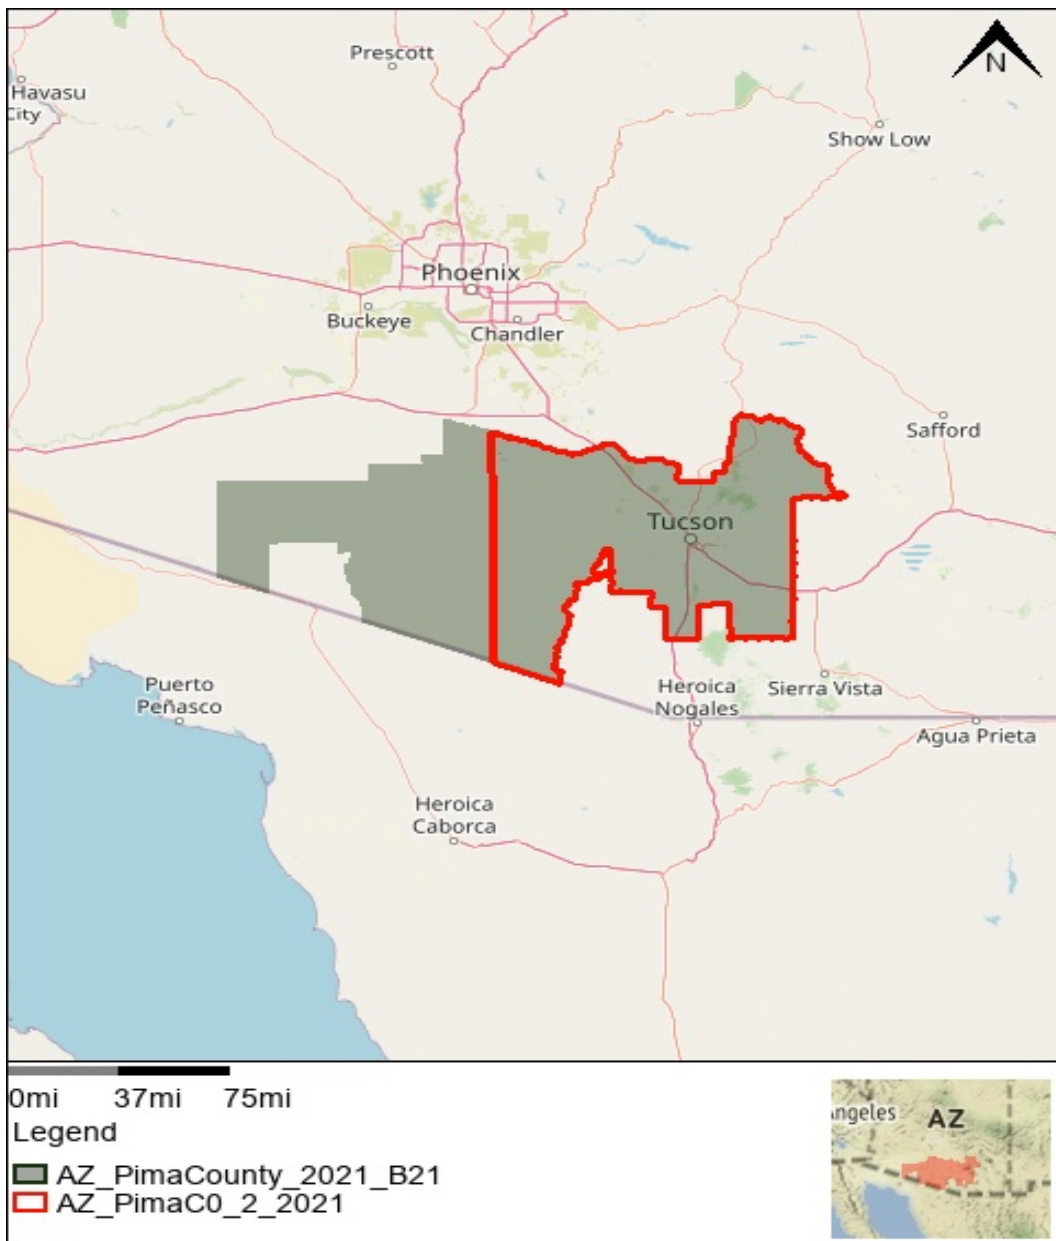 Prescott
Havasu
City
Show Low
N
Phoenix
Buckeye
Chandler
Safford
Tucson
Puerto
Peñasco
Heroica
Nogales
Sierra Vista
Agua Prieta
Heroica
Caborca
0mi 37mi 75mi
Legend
AZ_PimaCounty_2021_B21
AZ_PimaC0_2_2021
ngeles
AZ